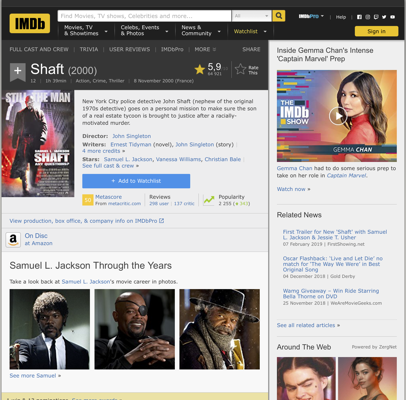 IMDb
Find Movies, TV shows, Celebrities and more...
All
IMDbPro
Help
Movies, TV
& Showtimes
Celebs, Events
& Photos
News &
Community
Watchlist
Sign in
FULL CAST AND CREW | TRIVIA | USER REVIEWS | IMDbPro | MORE
SHARE
Shaft (2000)
12 | 1h 39min | Action, Crime, Thriller | 8 November 2000 (France)
5,9
Rate
This
STILL THE MAN
SAMUEL L. JACKSON
SHAFT
ANY QUESTIONS?
New York City police detective John Shaft (nephew of the original
1970s detective) goes on a personal mission to make sure the son
of a real estate tycoon is brought to justice after a racially-
motivated murder.
Director: John Singleton
Writers: Ernest Tidyman (novel), John Singleton (story) |
4 more credits »
Stars: Samuel L. Jackson, Vanessa Williams, Christian Bale |
See full cast & crew »
+ Add to Watchlist
Metascore
From metacritic.com
Reviews
298 user | 137 critic
Popularity
2 255
View production, box office, & company info on IMDbPro
a
On Disc
at Amazon
Samuel L. Jackson Through the Years
Take a look back at Samuel L. Jackson's movie career in photos.
See more Samuel »
Inside Gemma Chan's Intense
'Captain Marvel' Prep
THE
IMDb
SHOW
GEMMA CHAN
Gemma Chan had to do some serious prep to
take on her role in Captain Marvel.
Watch now »
Related News
First Trailer for New 'Shaft' with Samuel
L. Jackson & Jessie T. Usher
07 February 2019 | FirstShowing.net
Oscar Flashback: 'Live and Let Die' no
match for 'The Way We Were' in Best
Original Song
04 December 2018 | Gold Derby
Warng Giveaway – Win Ride Starring
Bella Thorne on DVD
25 November 2018 | WeAreMovieGeeks.com
See all related articles »
Around The Web
Powered by ZergNet